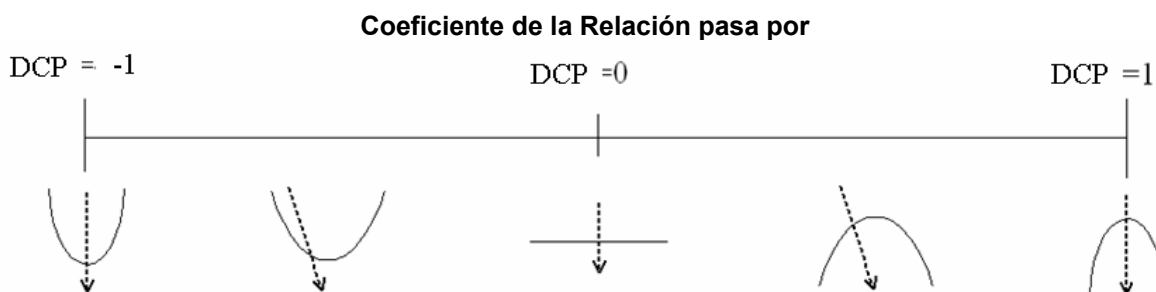 Coeficiente de la Relación pasa por
DCP = -1 DCP =0 DCP =1